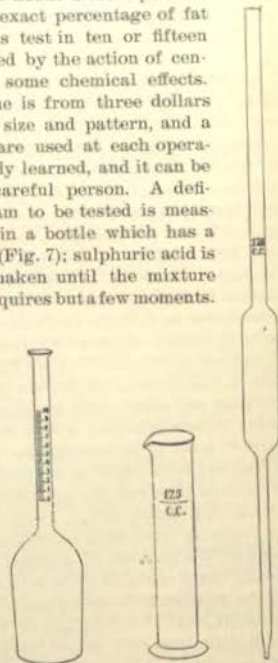 exact percentage of fat
s test in ten or fifteen
ed by the action of cen-
some chemical effects.
e is from three dollars
size and pattern, and a
are used at each opera-
ly learned, and it can be
careful person. A defi-
am to be tested is meas-
in a bottle which has a
(Fig. 7); sulphuric acid is
haken until the mixture
quires but a few moments.
17.5
C.C.